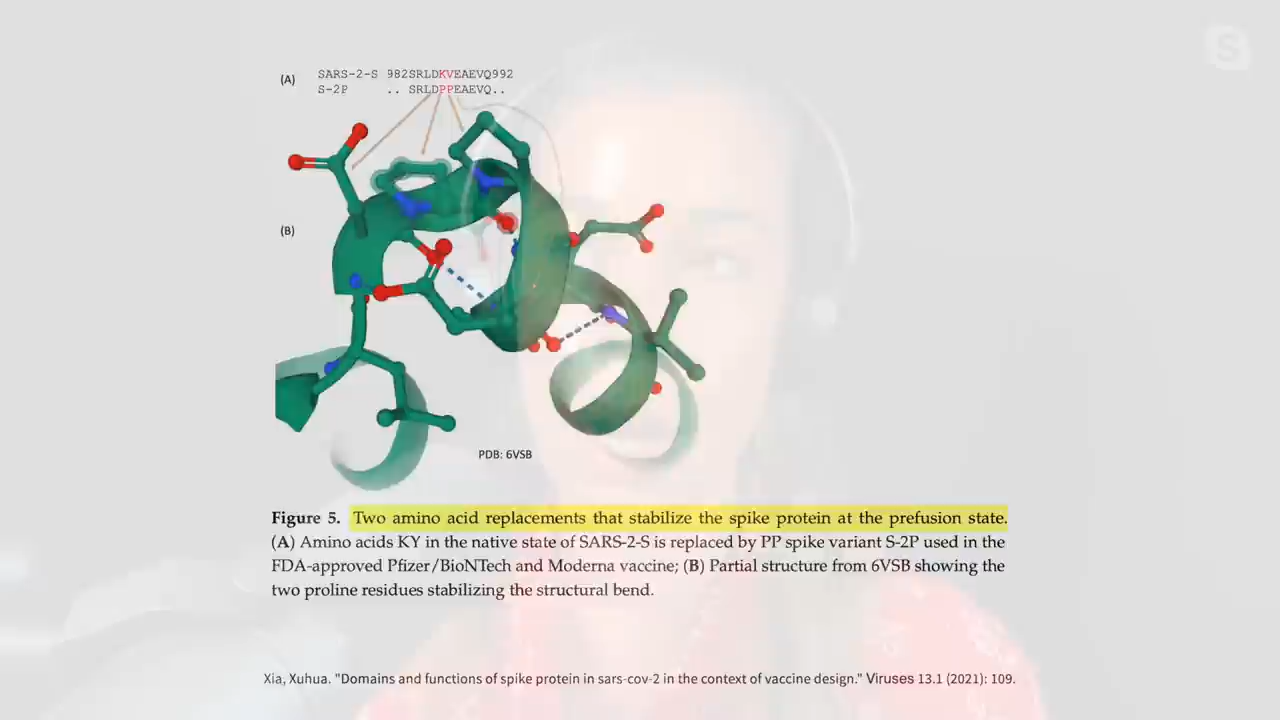 (A) SARS-2-S 982SRLDKVEAEVQ992
S-2P .. SRLDPPEAEVQ..
(B)
PDB: 6VSB
Figure 5. Two amino acid replacements that stabilize the spike protein at the prefusion state.
(A) Amino acids KY in the native state of SARS-2-S is replaced by PP spike variant S-2P used in the
FDA-approved Pfizer/BioNTech and Moderna vaccine; (B) Partial structure from 6VSB showing the
two proline residues stabilizing the structural bend.
Xia, Xuhua. "Domains and functions of spike protein in sars-cov-2 in the context of vaccine design." Viruses 13.1 (2021): 109.